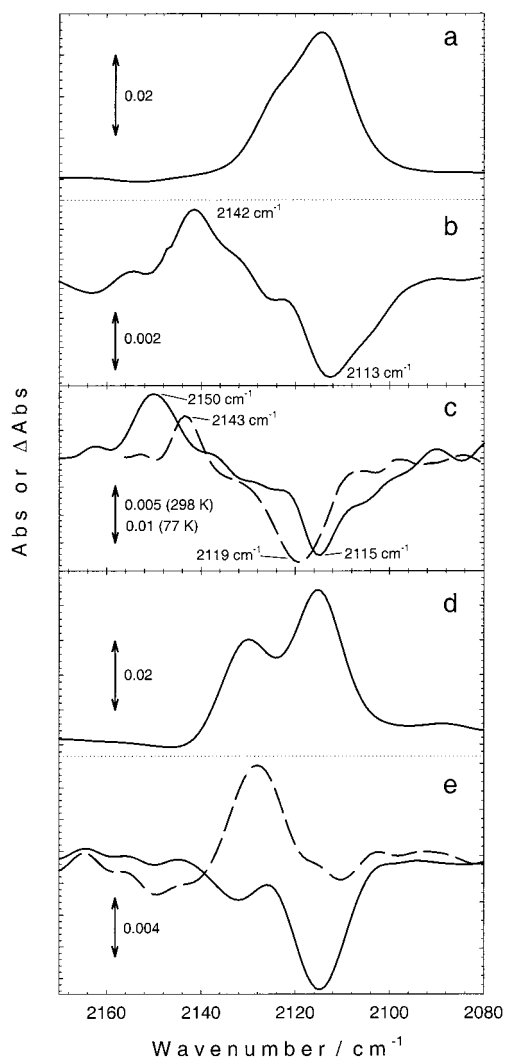 a
0.02
b
2142 cm⁻¹
0.002
2113 cm⁻¹
c
2150 cm⁻¹
2143 cm⁻¹
0.005 (298 K)
0.01 (77 K)
2119 cm⁻¹
2115 cm⁻¹
d
0.02
e
0.004
Abs or ΔAbs
2160 2140 2120 2100 2080
Wavenumber / cm⁻¹